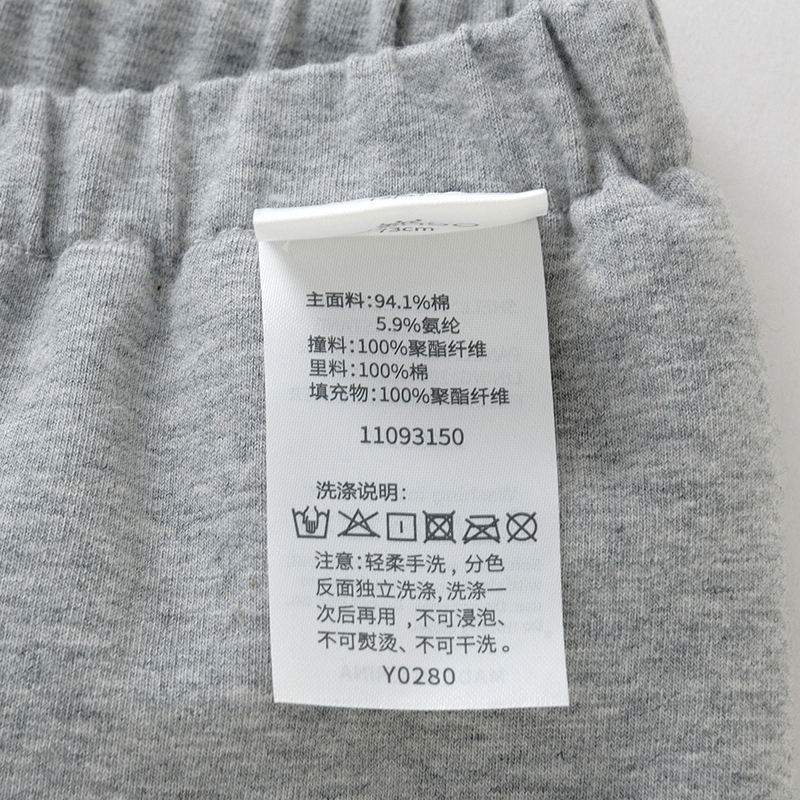 73cm
主面料:94.1%棉
5.9%氨纶
撞料:100%聚酯纤维
里料:100%棉
填充物:100%聚酯纤维
11093150
洗涤说明:
注意:轻柔手洗,分色
反面独立洗涤,洗涤一
次后再用,不可浸泡、
不可熨烫、不可干洗。
Y0280